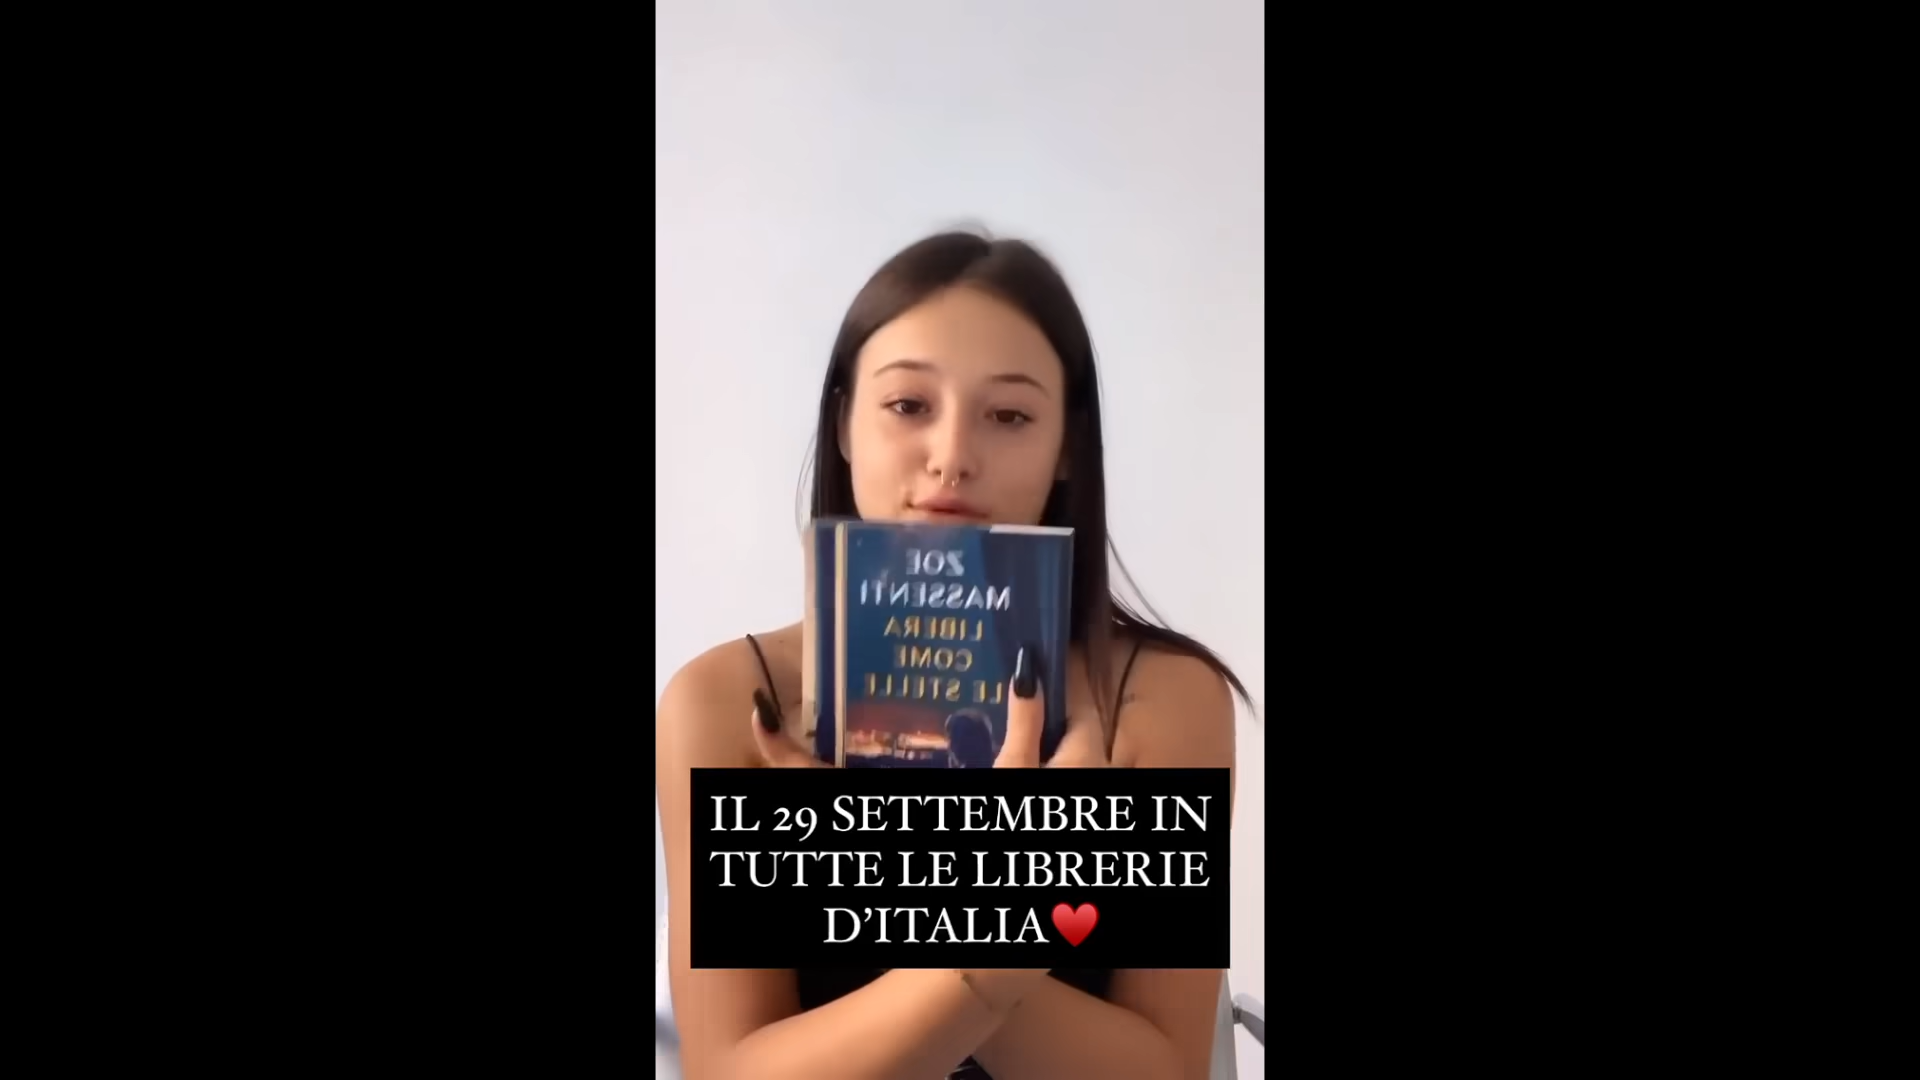 ZOE
MASSENTI
LIBERA
COME
LE STELLE
IL 29 SETTEMBRE IN
TUTTE LE LIBRERIE
D’ITALIA♥️